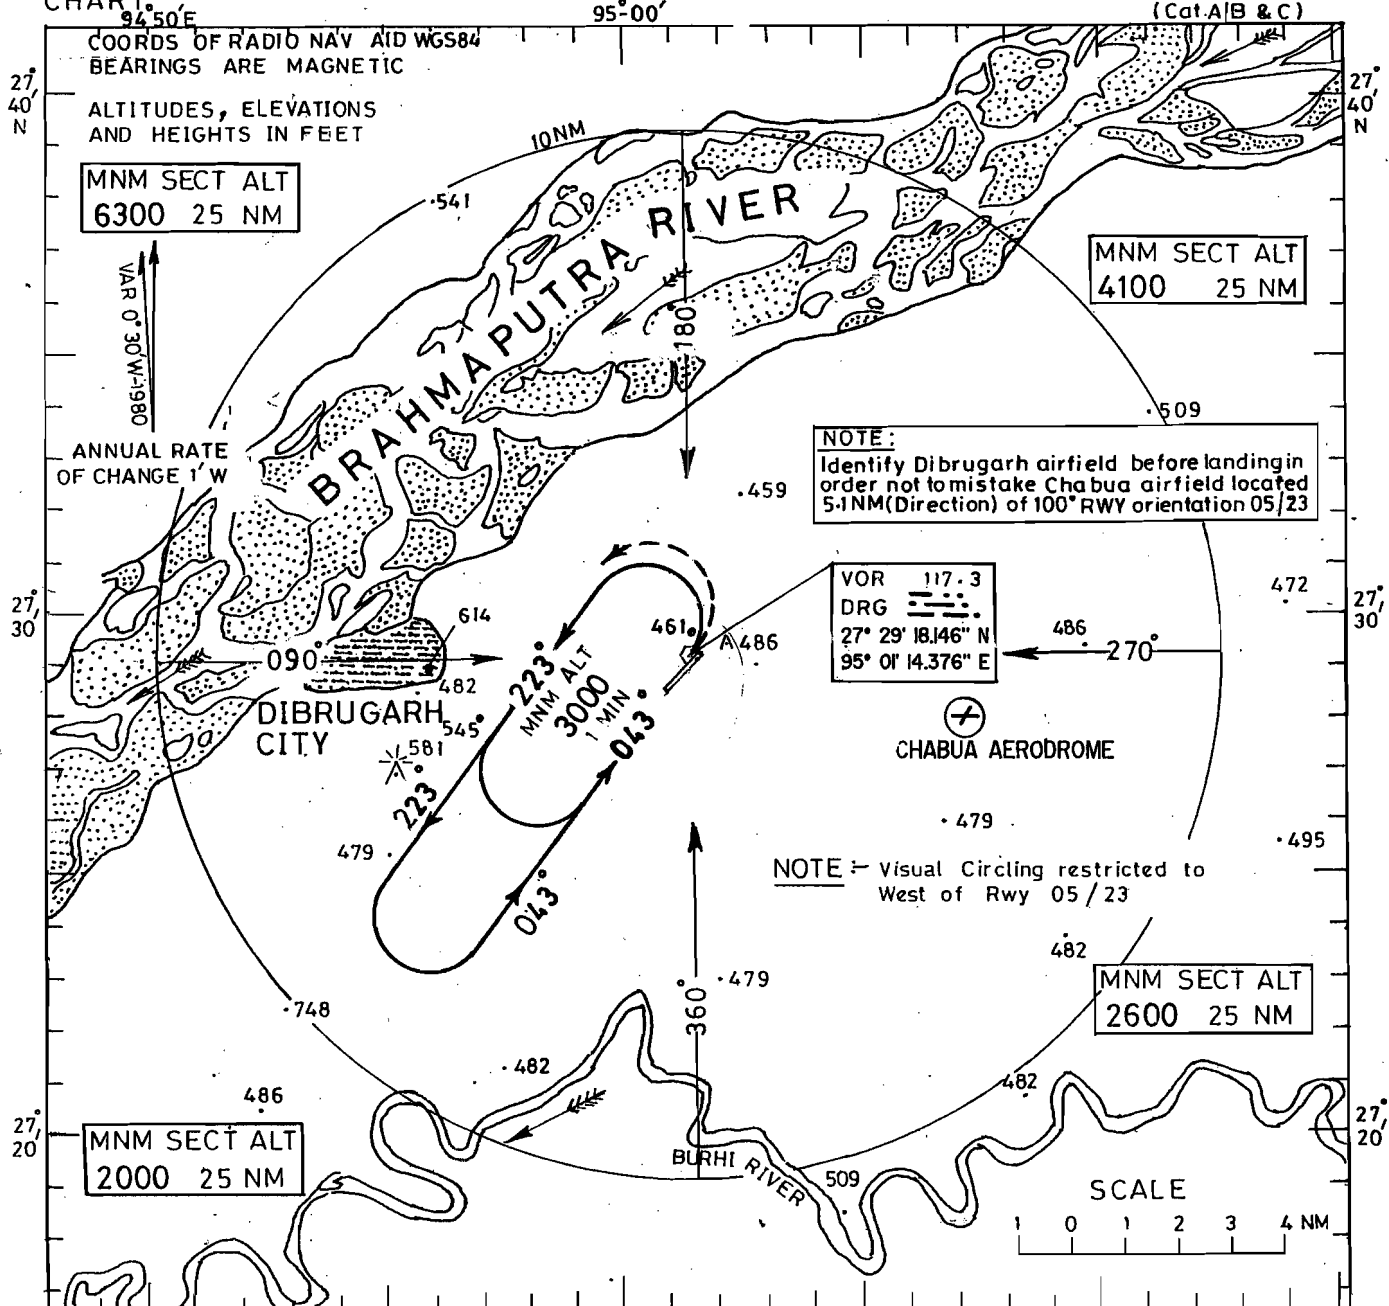 CHART
94°50'E
95°00'
(Cat. A/B & C)
COORDS OF RADIO NAV AID WGS84
BEARINGS ARE MAGNETIC
27°
40'
N
27°
40'
N
ALTITUDES, ELEVATIONS
AND HEIGHTS IN FEET
10 NM
MNM SECT ALT
6300 25 NM
541
BRAHMAPUTRA RIVER
MNM SECT ALT
4100 25 NM
VAR 0° 30'W-1980
180°
ANNUAL RATE
OF CHANGE 1' W
509
NOTE:
Identify Dibrugarh airfield before landing in
order not to mistake Chabua airfield located
5.1 NM (Direction) of 100° RWY orientation 05/23
459
VOR 117.3
DRG
27° 29' 18.146" N
95° 01' 14.376" E
472
27°
30'
27°
30'
614
461
A 486
486
090°
270°
482
DIBRUGARH
CITY
545
581
223°
MNM ALT
3000
1 MIN
043°
223°
CHABUA AERODROME
479
479
495
NOTE:- Visual Circling restricted to
West of Rwy 05/23
043°
482
479
360°
MNM SECT ALT
2600 25 NM
748
482
482
486
27°
20'
27°
20'
MNM SECT ALT
2000 25 NM
BURHI RIVER
509
SCALE
1 0 1 2 3 4 NM